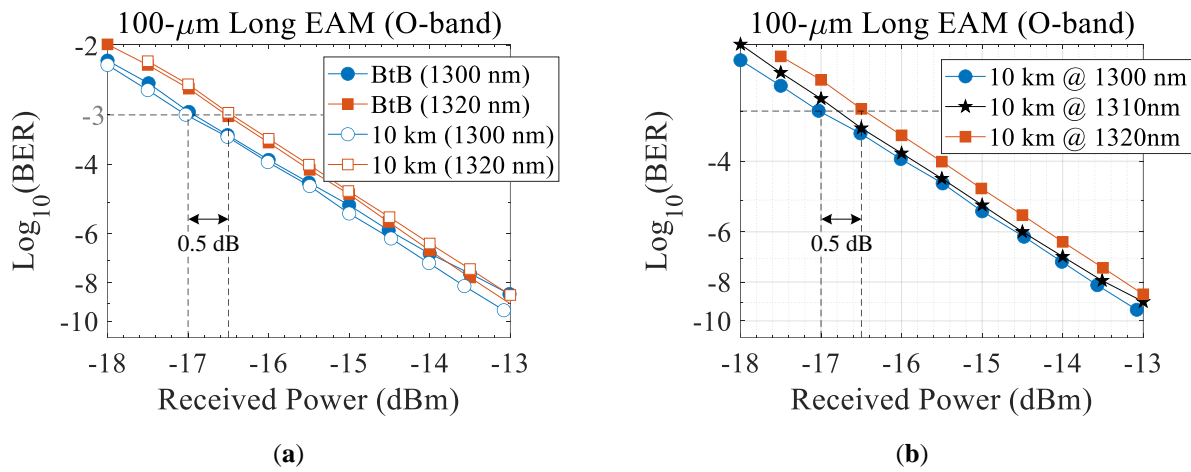 100-μm Long EAM (O-band)
-2
-3
-4
-6
-8
-10
Log10(BER)
BtB (1300 nm)
BtB (1320 nm)
10 km (1300 nm)
10 km (1320 nm)
0.5 dB
-18 -17 -16 -15 -14 -13
Received Power (dBm)
(a)
100-μm Long EAM (O-band)
-2
-4
-6
-8
-10
Log10(BER)
10 km @ 1300 nm
10 km @ 1310nm
10 km @ 1320nm
0.5 dB
-18 -17 -16 -15 -14 -13
Received Power (dBm)
(b)